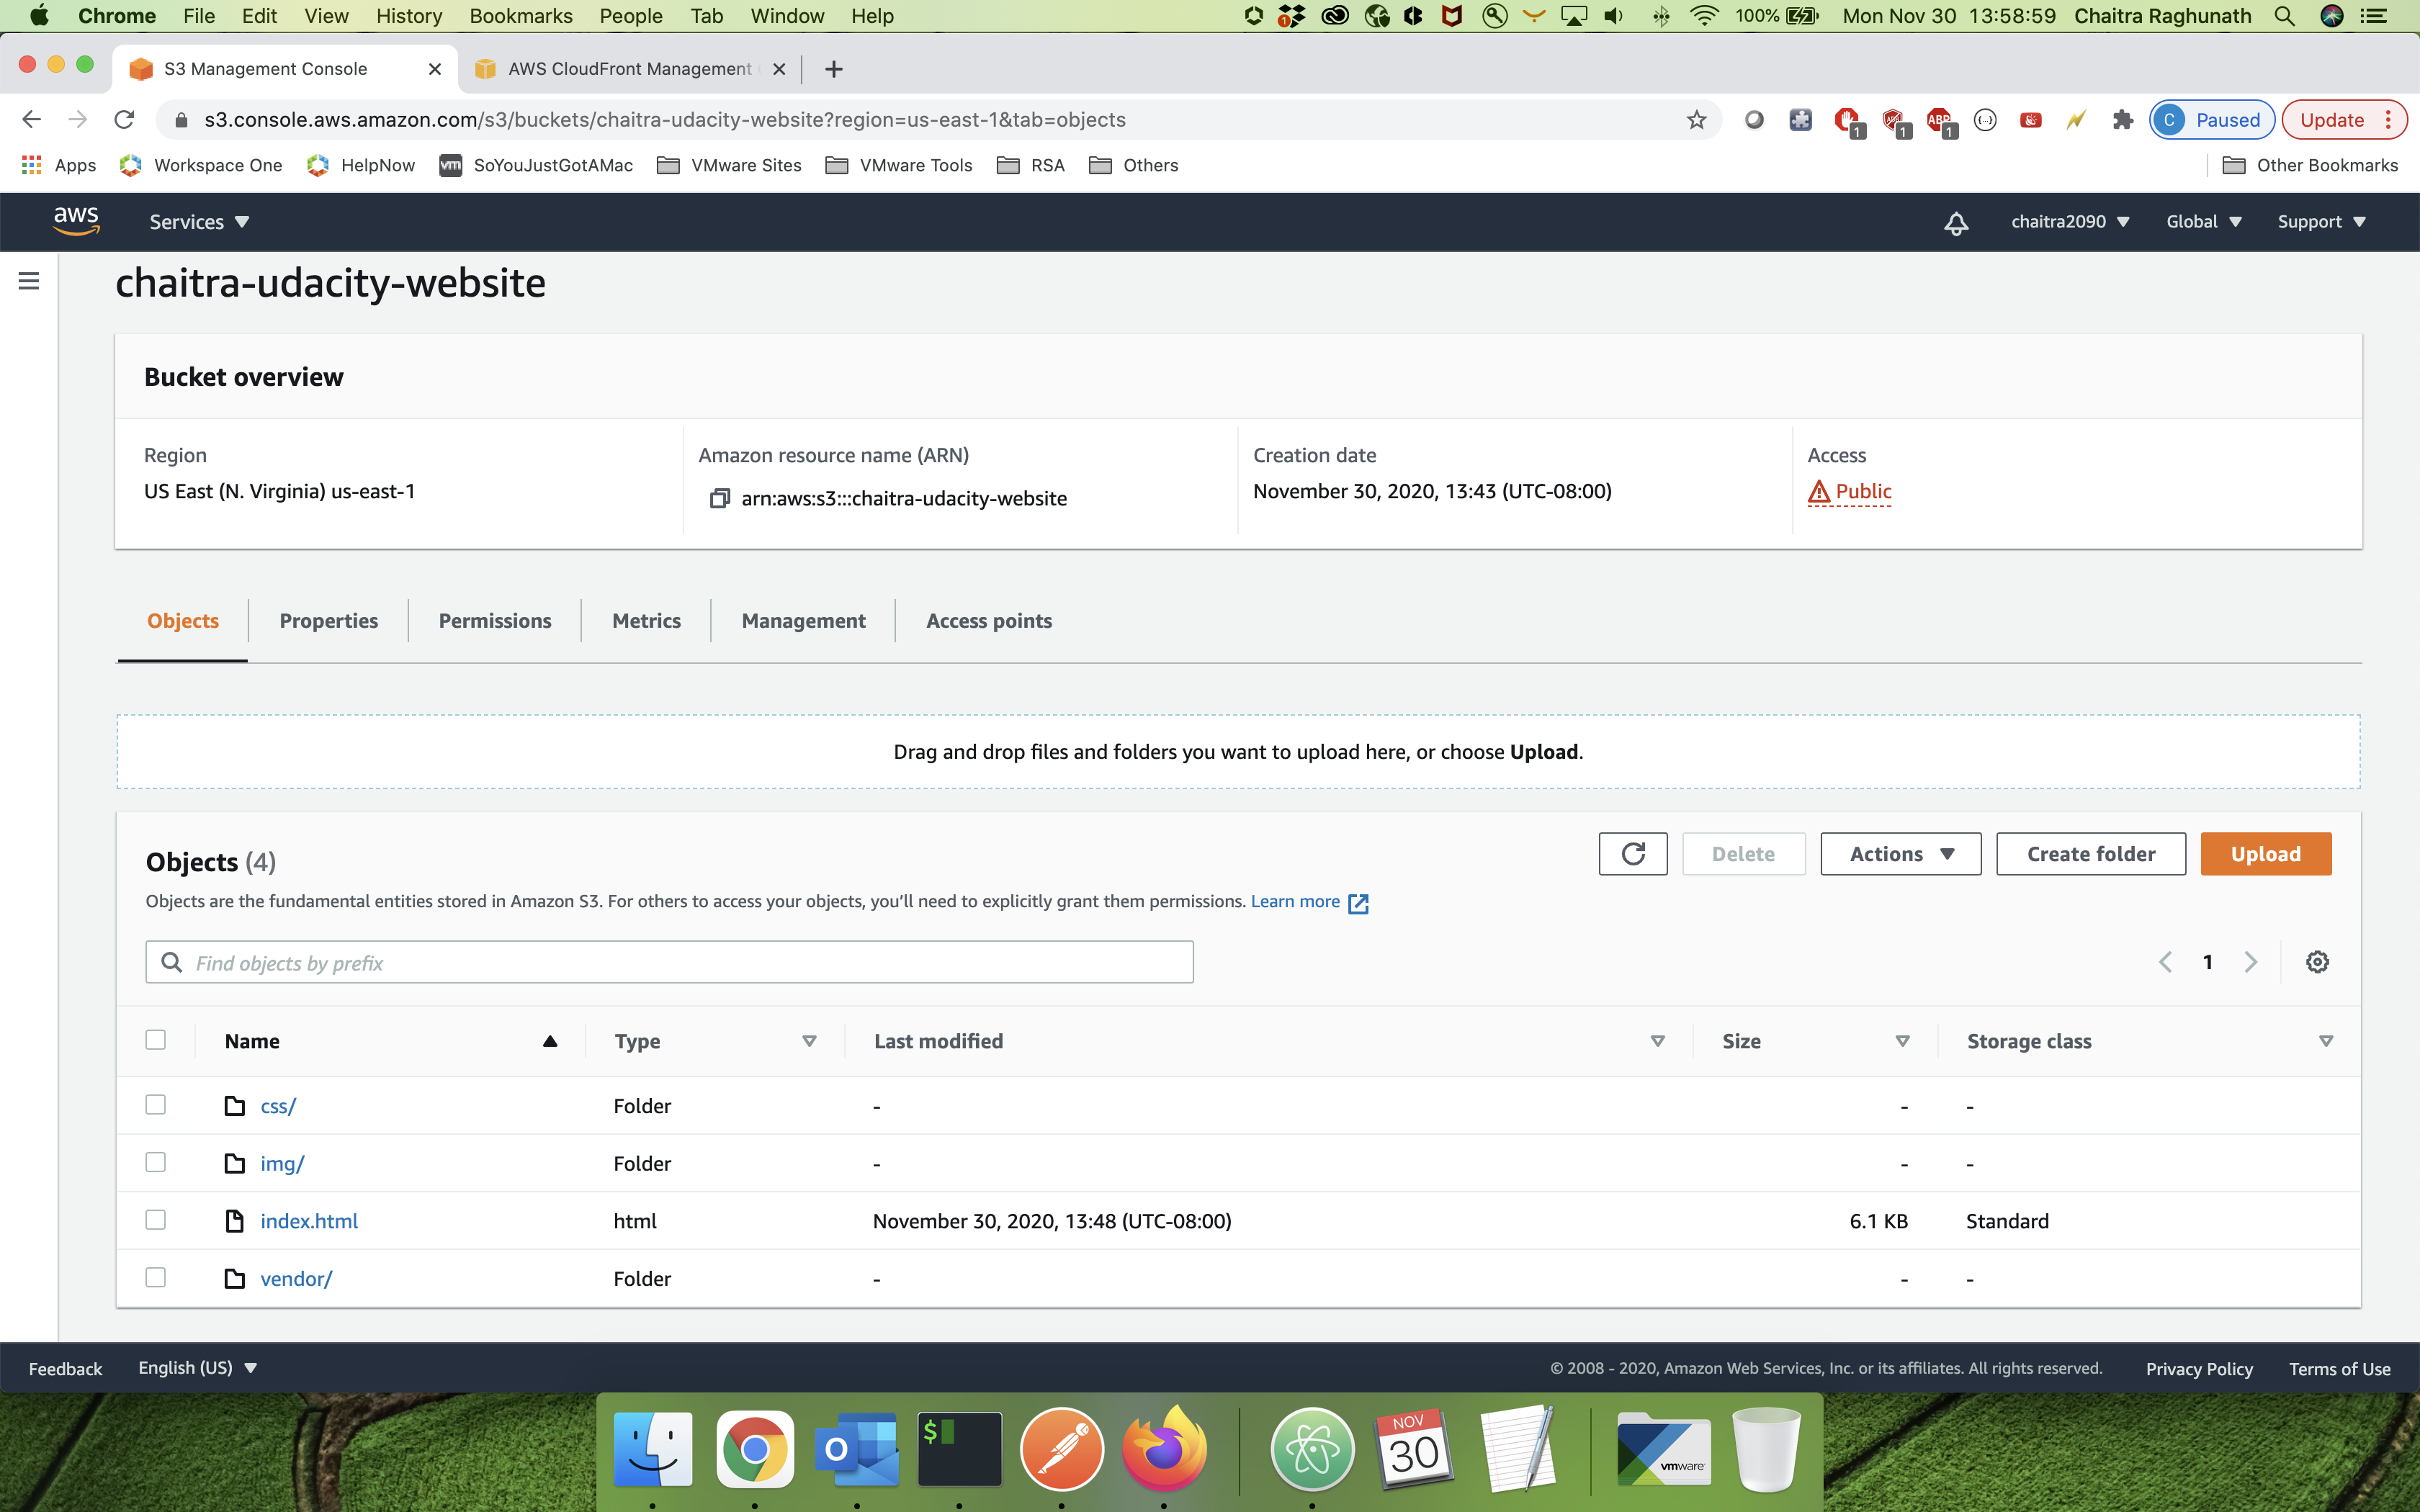 Chrome File Edit View History Bookmarks People Tab Window Help 1 100% Mon Nov 30 13:58:59 Chaitra Raghunath
S3 Management Console AWS CloudFront Management
s3.console.aws.amazon.com/s3/buckets/chaitra-udacity-website?region=us-east-1&tab=objects 1 1 ABP 1 C Paused Update
Apps Workspace One HelpNow vm SoYouJustGotAMac VMware Sites VMware Tools RSA Others Other Bookmarks
aws Services chaitra2090 Global Support
chaitra-udacity-website
Bucket overview
Region
US East (N. Virginia) us-east-1
Amazon resource name (ARN)
arn:aws:s3:::chaitra-udacity-website
Creation date
November 30, 2020, 13:43 (UTC-08:00)
Access
Public
Objects Properties Permissions Metrics Management Access points
Drag and drop files and folders you want to upload here, or choose Upload.
Objects (4) Delete Actions Create folder Upload
Objects are the fundamental entities stored in Amazon S3. For others to access your objects, you'll need to explicitly grant them permissions. Learn more
Find objects by prefix 1
Name Type Last modified Size Storage class
css/ Folder - - -
img/ Folder - - -
index.html html November 30, 2020, 13:48 (UTC-08:00) 6.1 KB Standard
vendor/ Folder - - -
Feedback English (US) © 2008 - 2020, Amazon Web Services, Inc. or its affiliates. All rights reserved. Privacy Policy Terms of Use
$ NOV
O 30 vmware